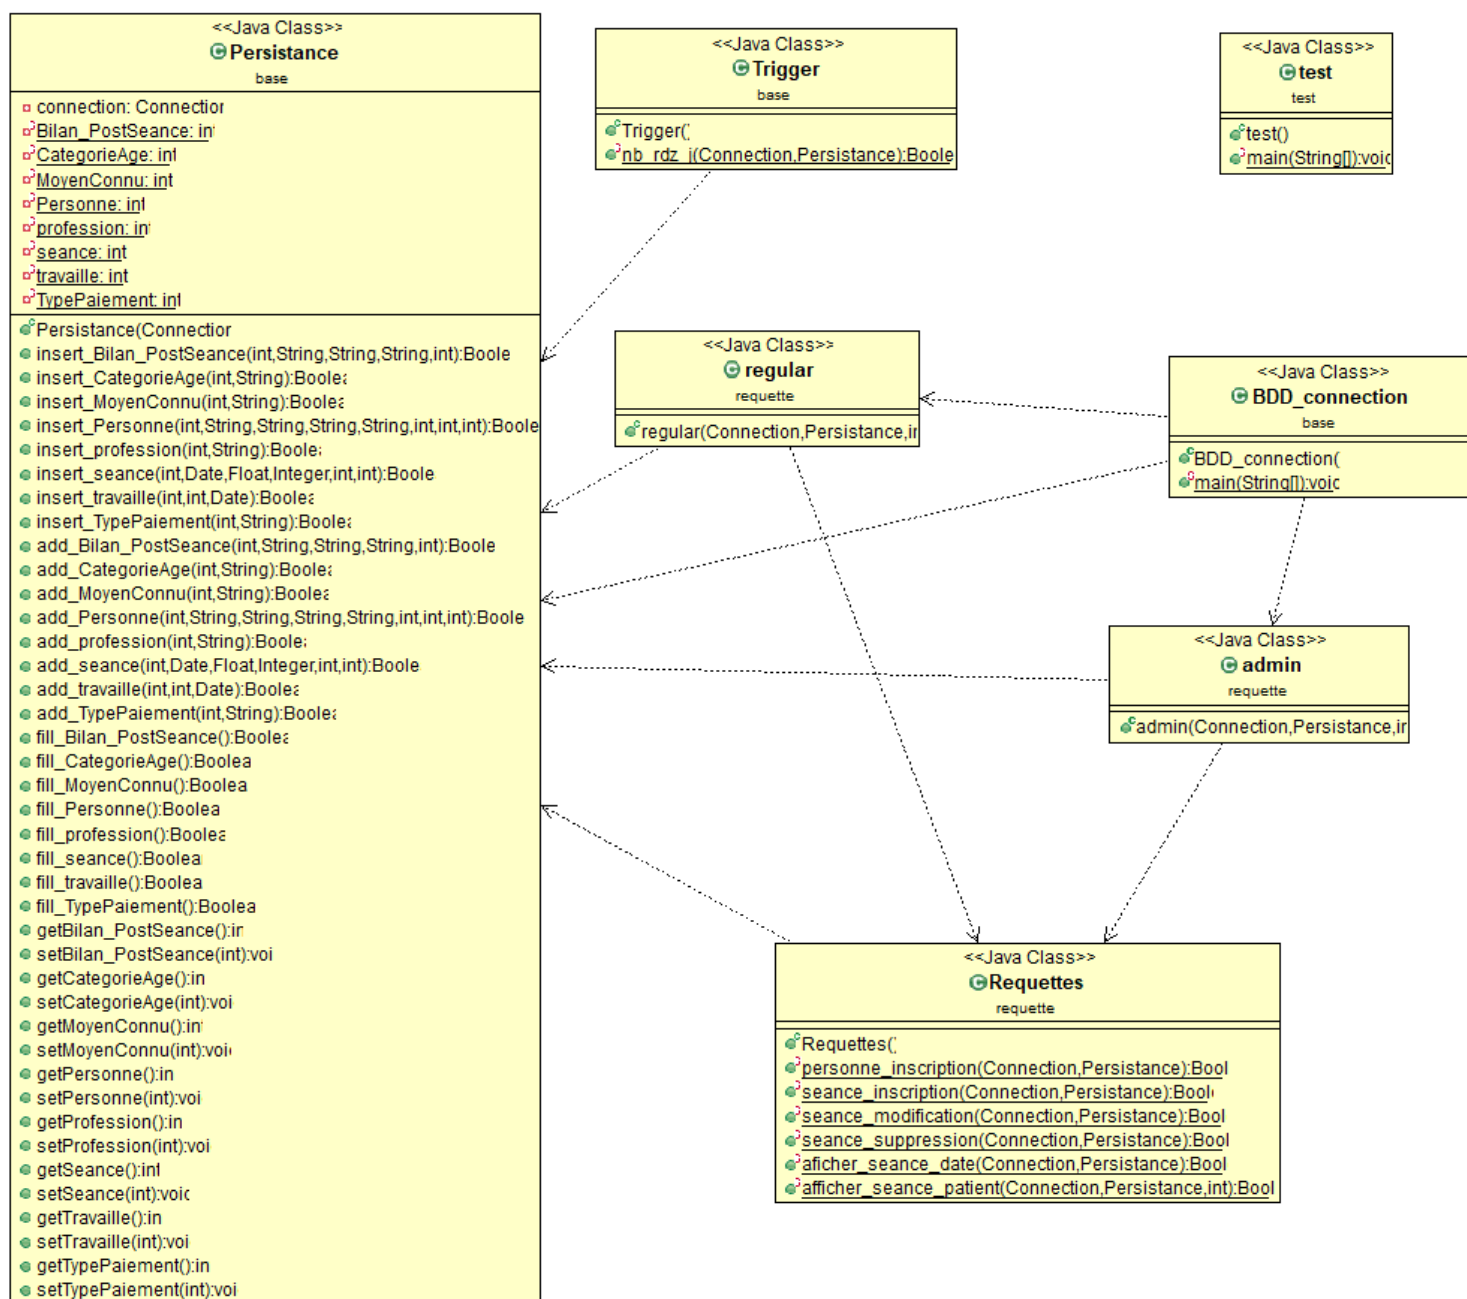 <<Java Class>>
Persistance
base
connection: Connection
Bilan_PostSeance: int
CategorieAge: int
MoyenConnu: int
Personne: int
profession: int
seance: int
travaille: int
TypePaiement: int
Persistance(Connection
insert_Bilan_PostSeance(int,String,String,String,int):Boole
insert_CategorieAge(int,String):Boolea
insert_MoyenConnu(int,String):Boolea
insert_Personne(int,String,String,String,String,int,int,int):Boole
insert_profession(int,String):Boolea
insert_seance(int,Date,Float,Integer,int,int):Boole
insert_travaille(int,int,Date):Boolea
insert_TypePaiement(int,String):Boolea
add_Bilan_PostSeance(int,String,String,String,int):Boole
add_CategorieAge(int,String):Boolea
add_MoyenConnu(int,String):Boolea
add_Personne(int,String,String,String,String,int,int,int):Boole
add_profession(int,String):Boolea
add_seance(int,Date,Float,Integer,int,int):Boole
add_travaille(int,int,Date):Boolea
add_TypePaiement(int,String):Boolea
fill_Bilan_PostSeance():Boolea
fill_CategorieAge():Boolea
fill_MoyenConnu():Boolea
fill_Personne():Boolea
fill_profession():Boolea
fill_seance():Boolea
fill_travaille():Boolea
fill_TypePaiement():Boolea
getBilan_PostSeance():in
setBilan_PostSeance(int):voi
getCategorieAge():in
setCategorieAge(int):voi
getMoyenConnu():int
setMoyenConnu(int):voi
getPersonne():in
setPersonne(int):voi
getProfession():in
setProfession(int):voi
getSeance():int
setSeance(int):void
getTravaille():in
setTravaille(int):voi
getTypePaiement():in
setTypePaiement(int):voi
<<Java Class>>
Trigger
base
Trigger()
nb_rdz_j(Connection,Persistance):Boole
<<Java Class>>
test
test
test()
main(String[]):void
<<Java Class>>
regular
requette
regular(Connection,Persistance,in
<<Java Class>>
BDD_connection
base
BDD_connection(
main(String[]):void
<<Java Class>>
admin
requette
admin(Connection,Persistance,in
<<Java Class>>
Requettes
requette
Requettes()
personne_inscription(Connection,Persistance):Bool
seance_inscription(Connection,Persistance):Boole
seance_modification(Connection,Persistance):Bool
seance_suppression(Connection,Persistance):Bool
aficher_seance_date(Connection,Persistance):Bool
afficher_seance_patient(Connection,Persistance,int):Bool